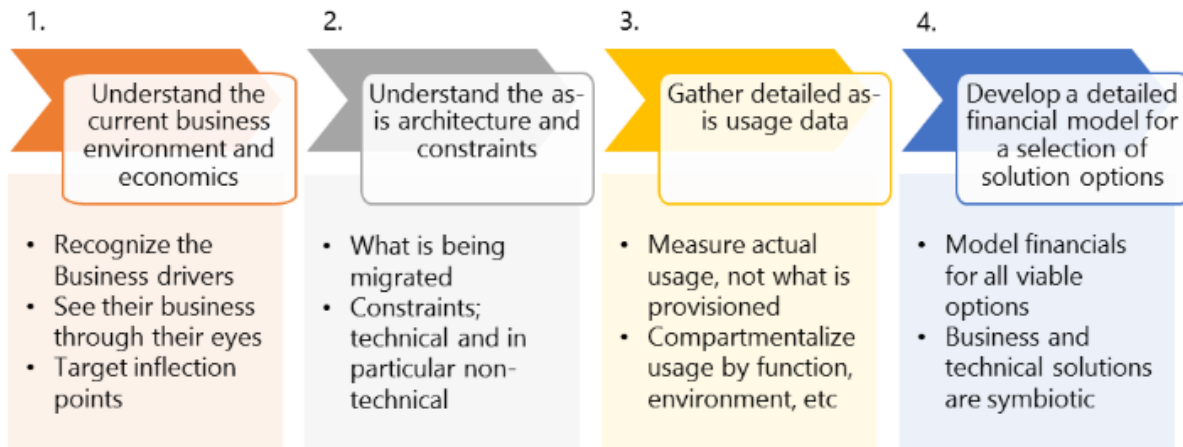 1.
Understand the
as-current business
environment and
economics
• Recognize the
Business drivers
• See their business
through their eyes
• Target inflection
points
2.
Understand the as-
is architecture and
constraints
• What is being
migrated
• Constraints;
technical and in
particular non-
technical
3.
Gather detailed as-
is usage data
• Measure actual
usage, not what is
provisioned
• Compartmentalize
usage by function,
environment, etc
4.
Develop a detailed
financial model for
a selection of
solution options
• Model financials
for all viable
options
• Business and
technical solutions
are symbiotic